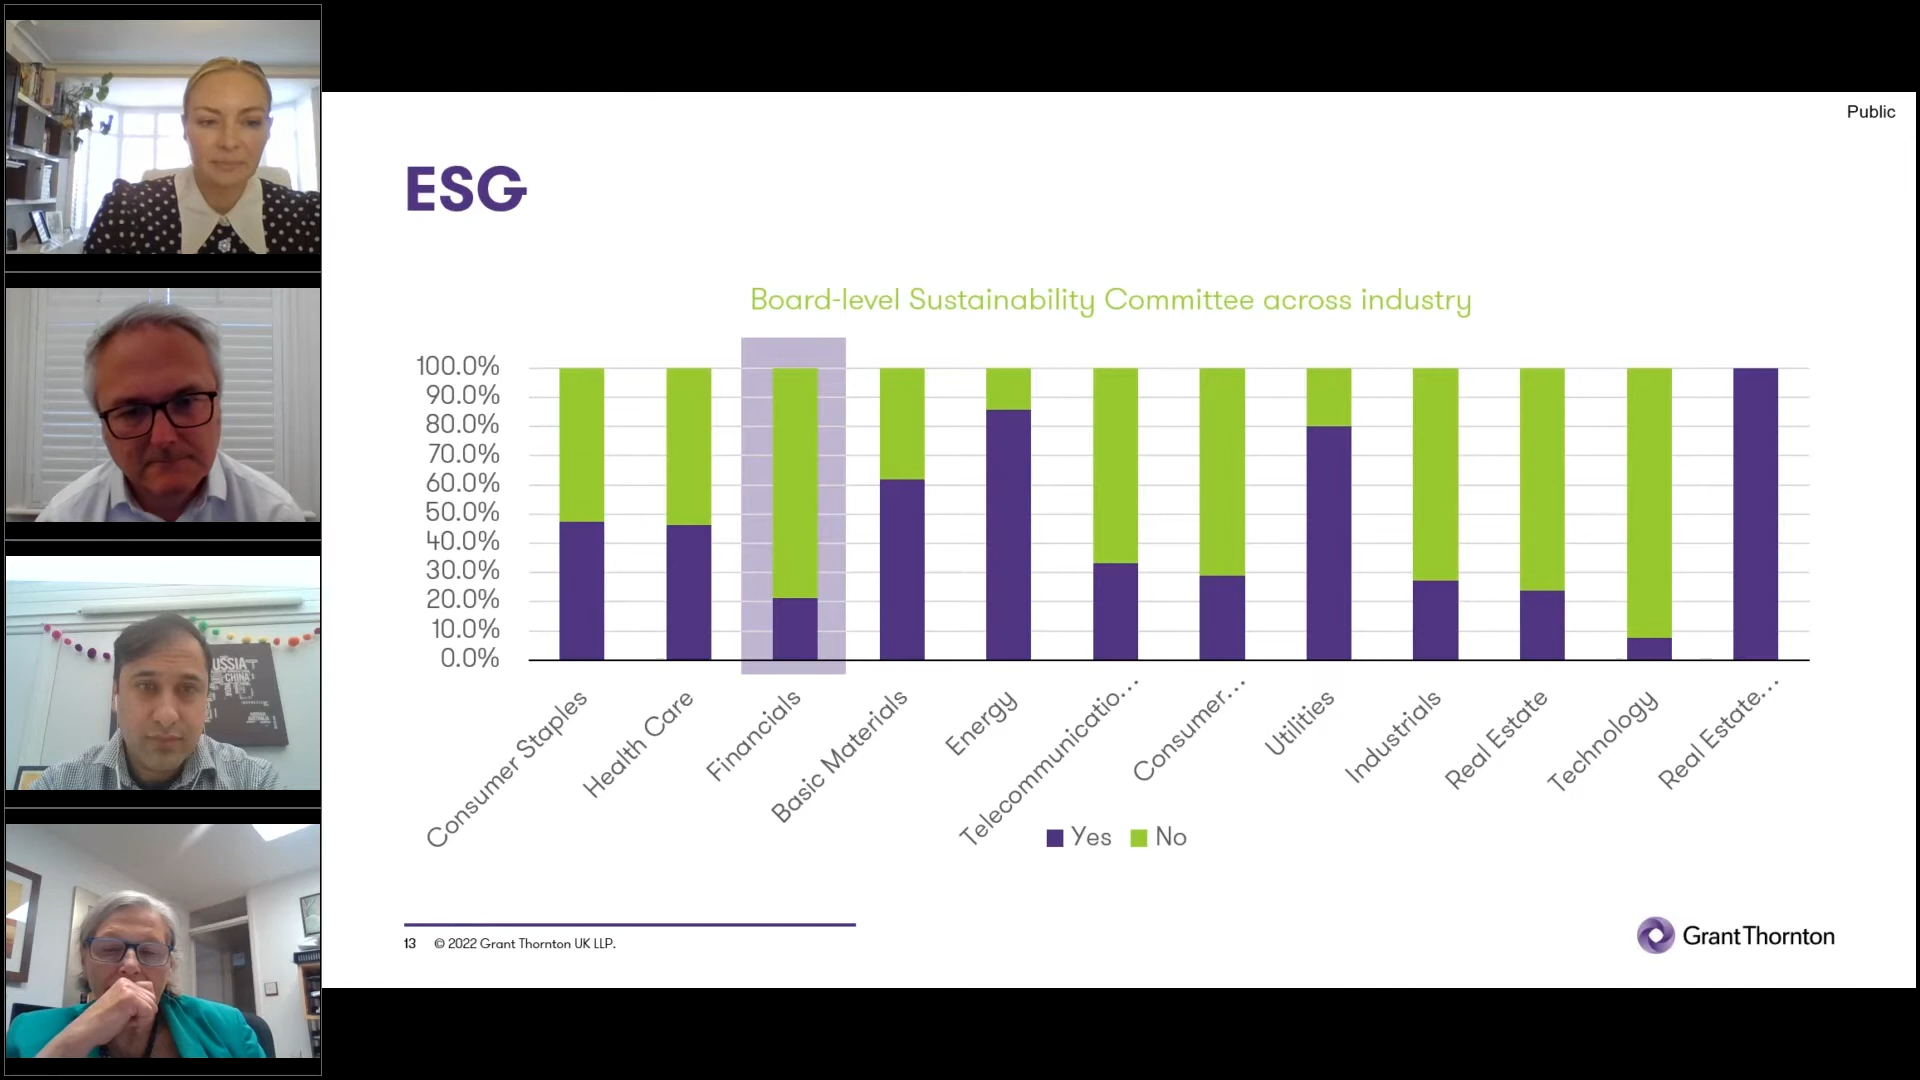 Public
ESG
Board-level Sustainability Committee across industry
100.0%
90.0%
80.0%
70.0%
60.0%
50.0%
40.0%
30.0%
20.0%
10.0%
0.0%
Consumer Staples
Health Care
Financials
Basic Materials
Energy
Telecommunicatio...
Consumer...
Utilities
Industrials
Real Estate
Technology
Real Estate...
Yes No
13 © 2022 Grant Thornton UK LLP.
Grant Thornton
USSIA
CHINA